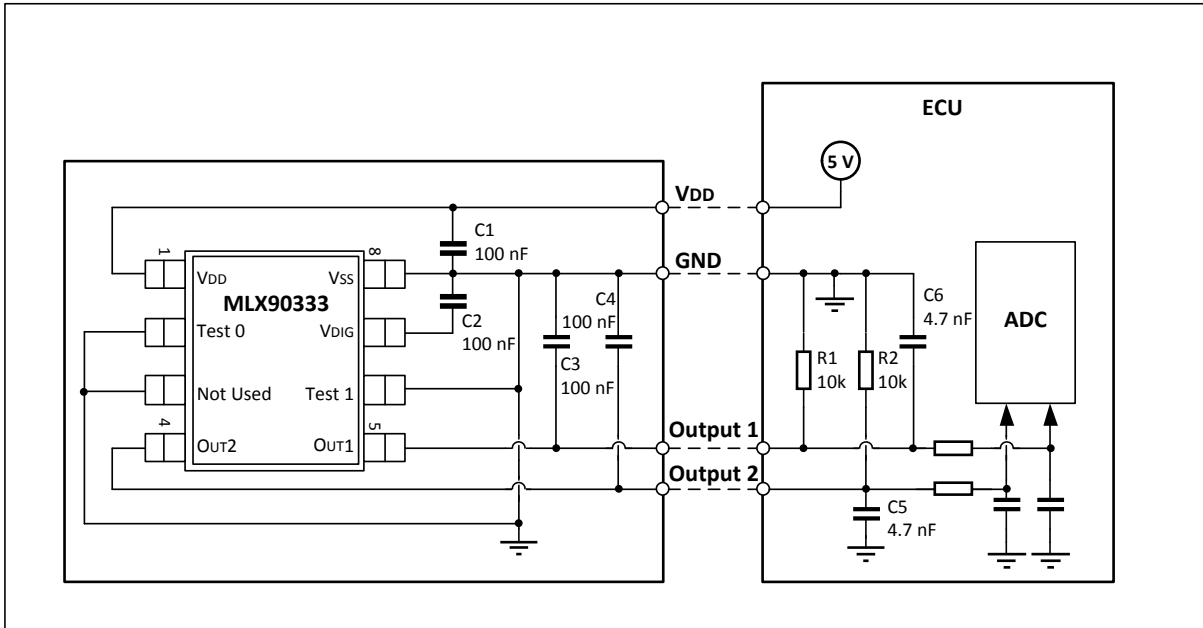 ECU
5 V
VDD
GND
Output 1
Output 2
C1
100 nF
C2
100 nF
C4
100 nF
C3
100 nF
1
8
4
5
VDD
VSS
MLX90333
Test 0
VDIG
Not Used
Test 1
OUT2
OUT1
C6
4.7 nF
R1
10k
R2
10k
ADC
C5
4.7 nF